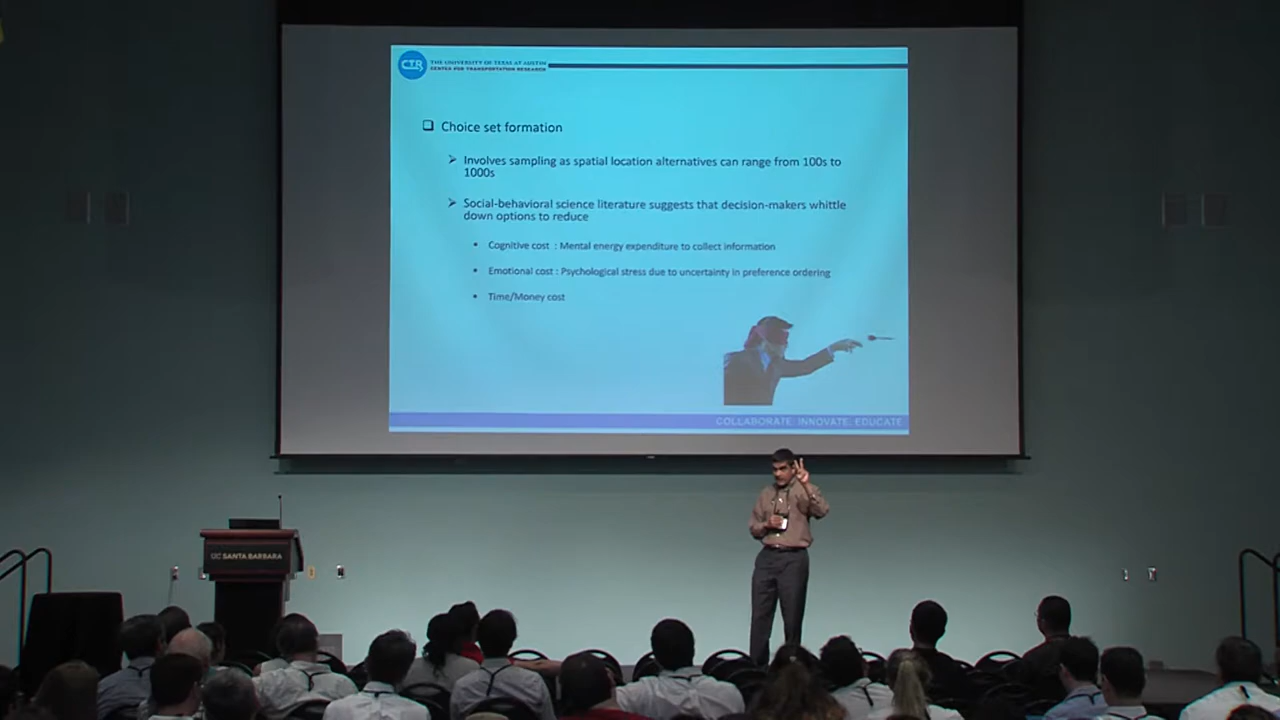 CTR
THE UNIVERSITY OF TEXAS AT AUSTIN
CENTER FOR TRANSPORTATION RESEARCH
Choice set formation
Involves sampling as spatial location alternatives can range from 100s to
1000s
Social-behavioral science literature suggests that decision-makers whittle
down options to reduce
Cognitive cost : Mental energy expenditure to collect information
Emotional cost : Psychological stress due to uncertainty in preference ordering
Time/Money cost
COLLABORATE. INNOVATE. EDUCATE
UC SANTA BARBARA